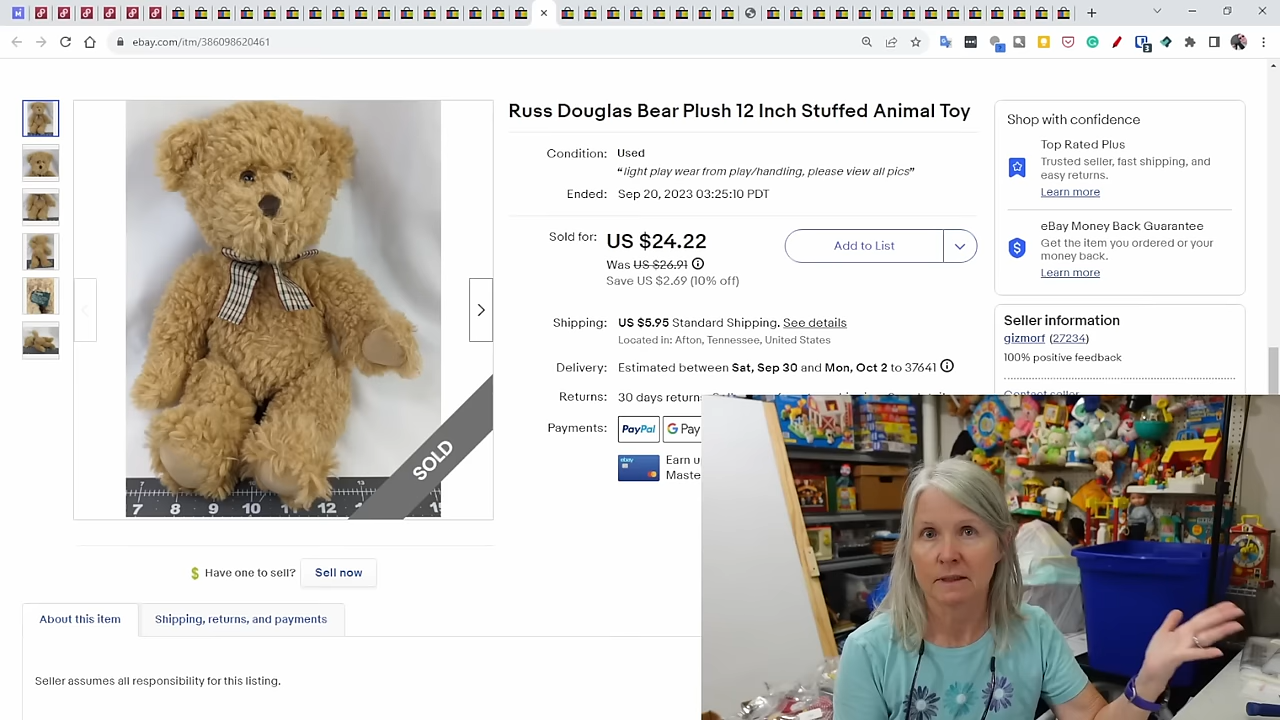 ebay.com/itm/386098620461
Russ Douglas Bear Plush 12 Inch Stuffed Animal Toy
Condition: Used
“light play wear from play/handling, please view all pics”
Ended: Sep 20, 2023 03:25:10 PDT
Sold for: US $24.22
Was US $26.91
Save US $2.69 (10% off)
Add to List
Shipping: US $5.95 Standard Shipping. See details
Located in: Afton, Tennessee, United States
Delivery: Estimated between Sat, Sep 30 and Mon, Oct 2 to 37641
Returns: 30 days return
Payments: PayPal G Pay
ebay
Earn u
Maste
Shop with confidence
Top Rated Plus
Trusted seller, fast shipping, and
easy returns.
Learn more
eBay Money Back Guarantee
Get the item you ordered or your
money back.
Learn more
Seller information
gizmorf (27234)
100% positive feedback
SOLD
7 8 9 10 11 12 13
Have one to sell? Sell now
About this item
Shipping, returns, and payments
Seller assumes all responsibility for this listing.